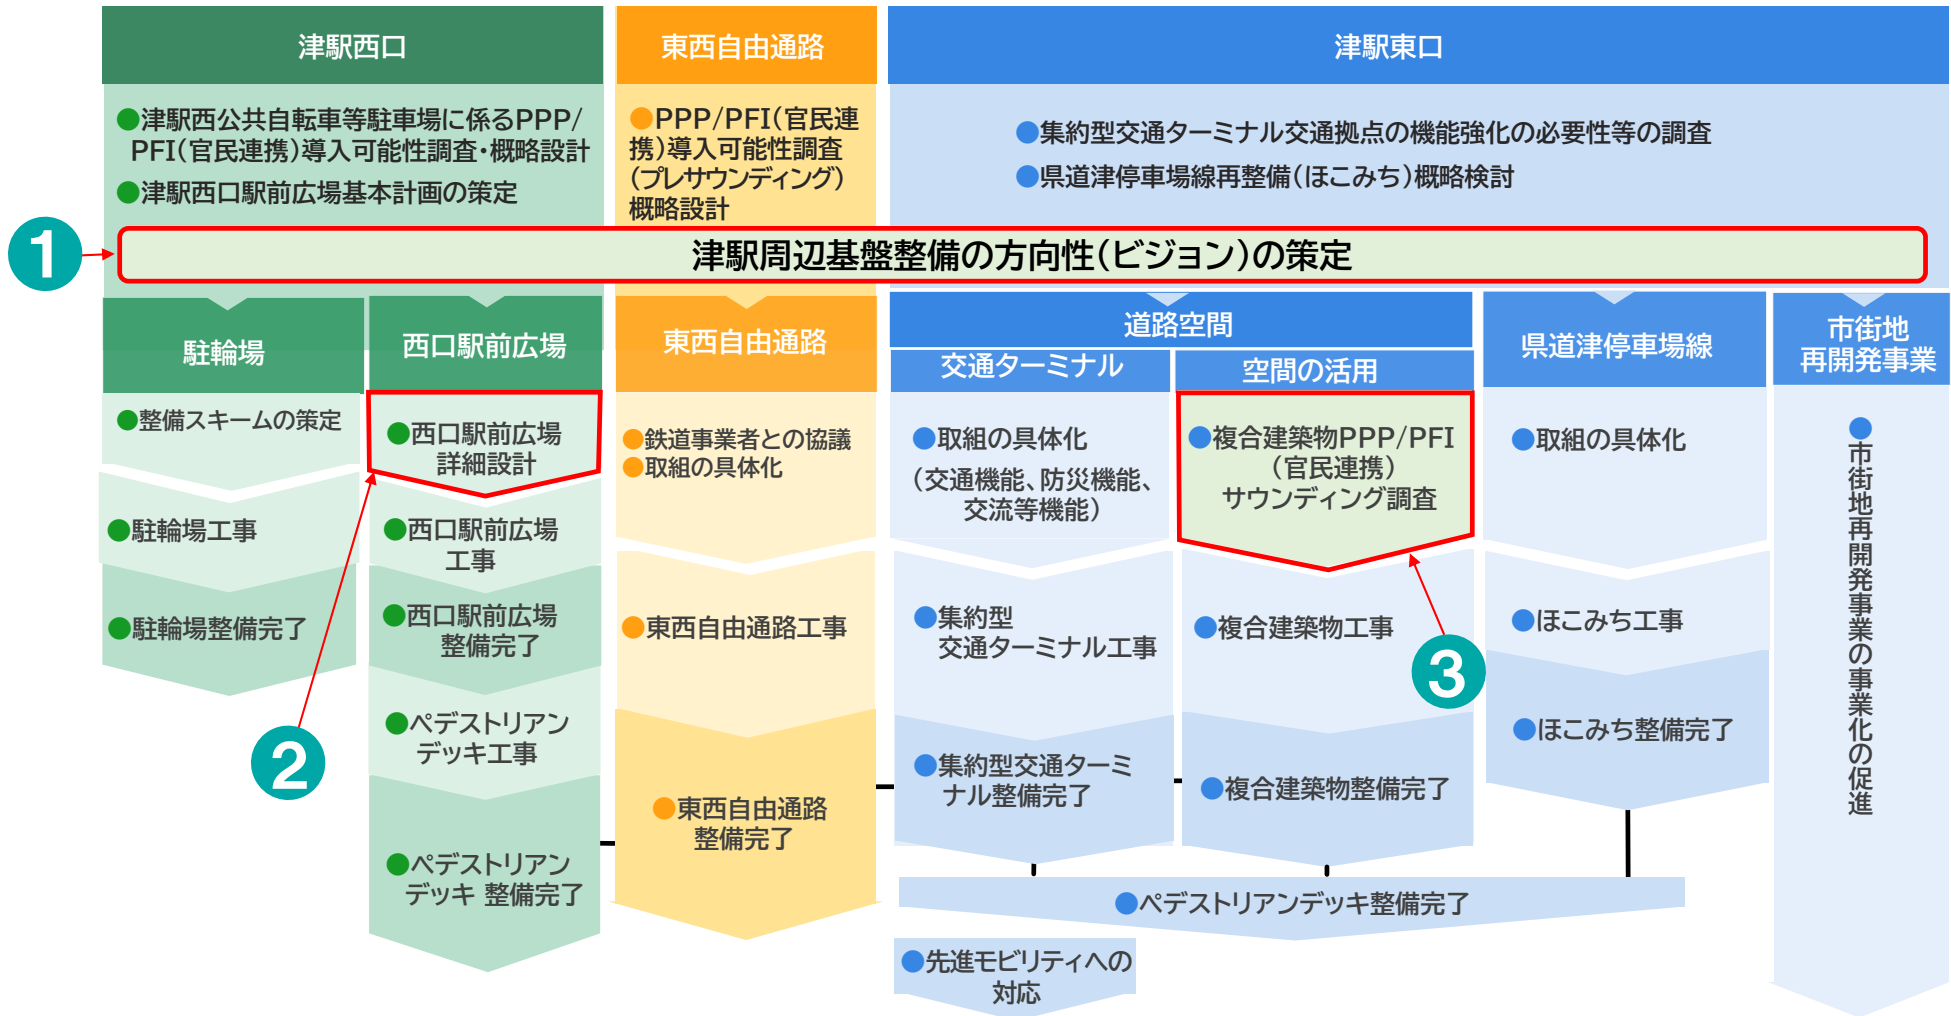 津駅西口
東西自由通路
津駅東口
●津駅西公共自転車等駐車場に係るPPP/
PFI(官民連携)導入可能性調査・概略設計
●津駅西口駅前広場基本計画の策定
●PPP/PFI(官民連
携)導入可能性調査
(プレサウンディング)
概略設計
●集約型交通ターミナル交通拠点の機能強化の必要性等の調査
●県道津停車場線再整備(ほこみち)概略検討
1
津駅周辺基盤整備の方向性(ビジョン)の策定
駐輪場
西口駅前広場
東西自由通路
道路空間
交通ターミナル
空間の活用
県道津停車場線
市街地
再開発事業
●整備スキームの策定
●駐輪場工事
●駐輪場整備完了
●西口駅前広場
詳細設計
●西口駅前広場
工事
●西口駅前広場
整備完了
●ペデストリアン
デッキ工事
●ペデストリアン
デッキ 整備完了
2
●鉄道事業者との協議
●取組の具体化
●東西自由通路工事
●東西自由通路
整備完了
●取組の具体化
(交通機能、防災機能、
交流等機能)
●集約型
交通ターミナル工事
●集約型交通ターミ
ナル整備完了
●複合建築物PPP/PFI
(官民連携)
サウンディング調査
●複合建築物工事
3
●複合建築物整備完了
●取組の具体化
●ほこみち工事
●ほこみち整備完了
●市街地再開発事業の事業化の促進
●ペデストリアンデッキ整備完了
●先進モビリティへの
対応